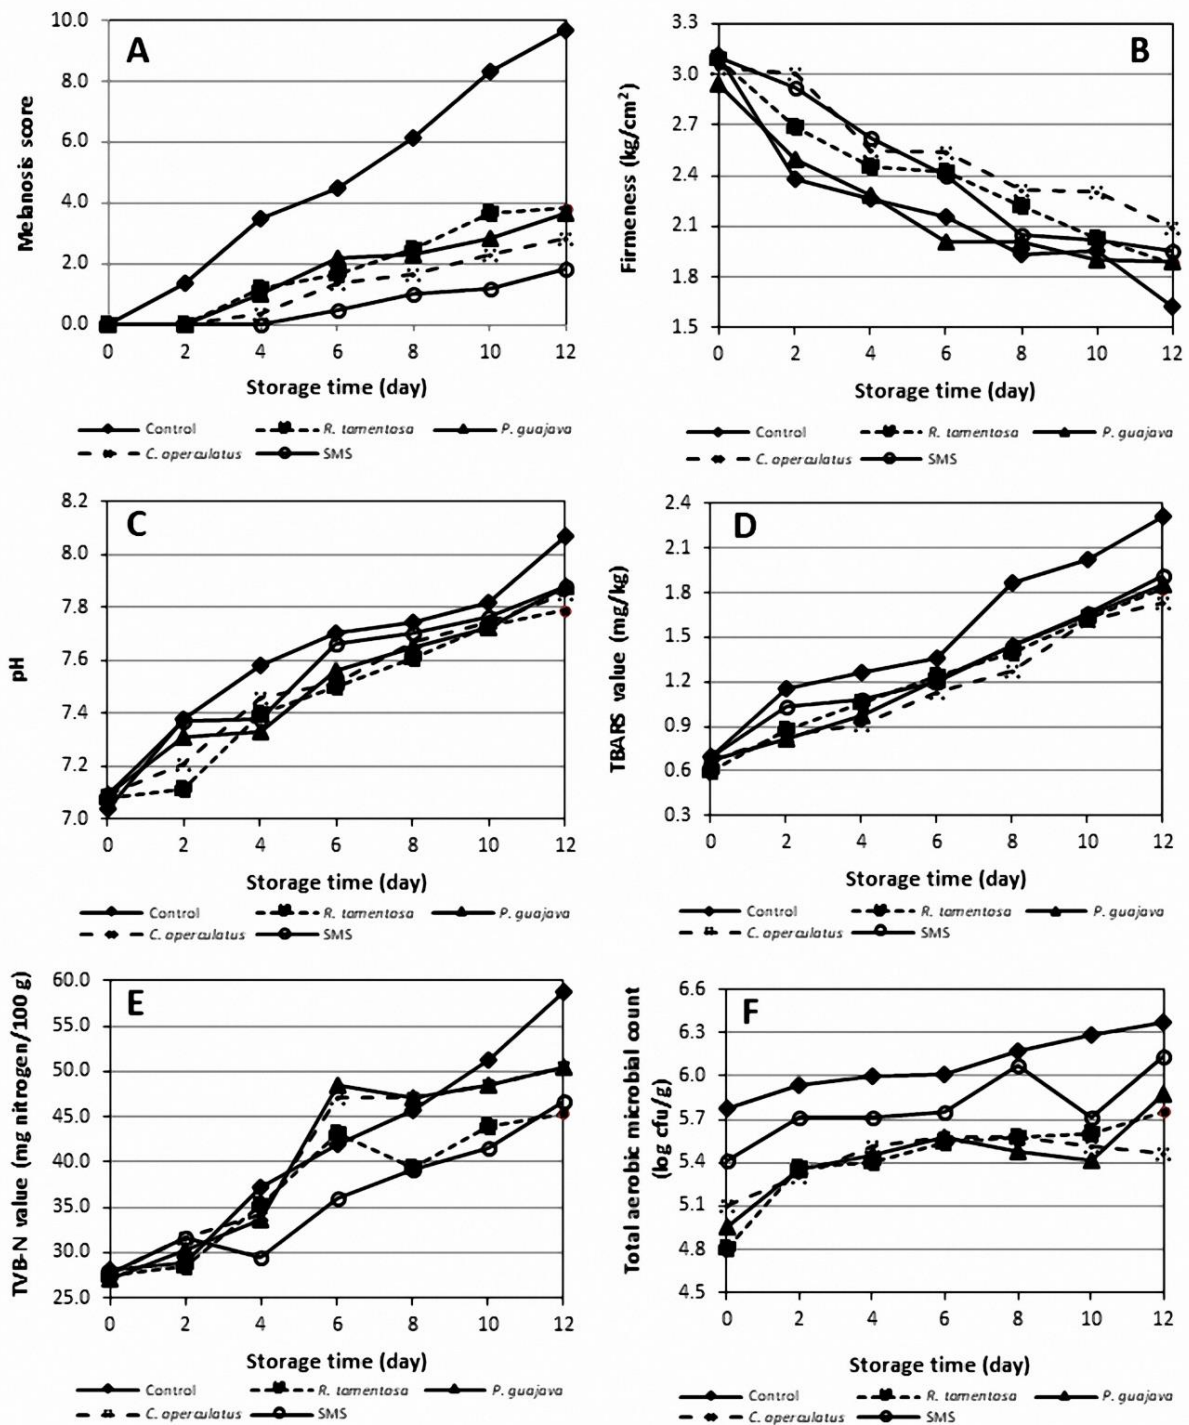 A
Melanosis score
10.0
8.0
6.0
4.0
2.0
0.0
0 2 4 6 8 10 12
Storage time (day)
Control R. tamentosa P. guajava
C. operculatus SMS
B
Firmeness (kg/cm²)
3.3
3.0
2.7
2.4
2.1
1.8
1.5
0 2 4 6 8 10 12
Storage time (day)
Control R. tamentosa P. guajava
C. operculatus SMS
C
pH
8.2
8.0
7.8
7.6
7.4
7.2
7.0
0 2 4 6 8 10 12
Storage time (day)
Control R. tamentosa P. guajava
C. operculatus SMS
D
TBARS value (mg/kg)
2.4
2.1
1.8
1.5
1.2
0.9
0.6
0.3
0 2 4 6 8 10 12
Storage time (day)
Control R. tamentosa P. guajava
C. operculatus SMS
E
TVB-N value (mg nitrogen/100 g)
60.0
55.0
50.0
45.0
40.0
35.0
30.0
25.0
0 2 4 6 8 10 12
Storage time (day)
Control R. tamentosa P. guajava
C. operculatus SMS
F
Total aerobic microbial count
(log cfu/g)
6.6
6.3
6.0
5.7
5.4
5.1
4.8
4.5
0 2 4 6 8 10 12
Storage time (day)
Control R. tamentosa P. guajava
C. operculatus SMS